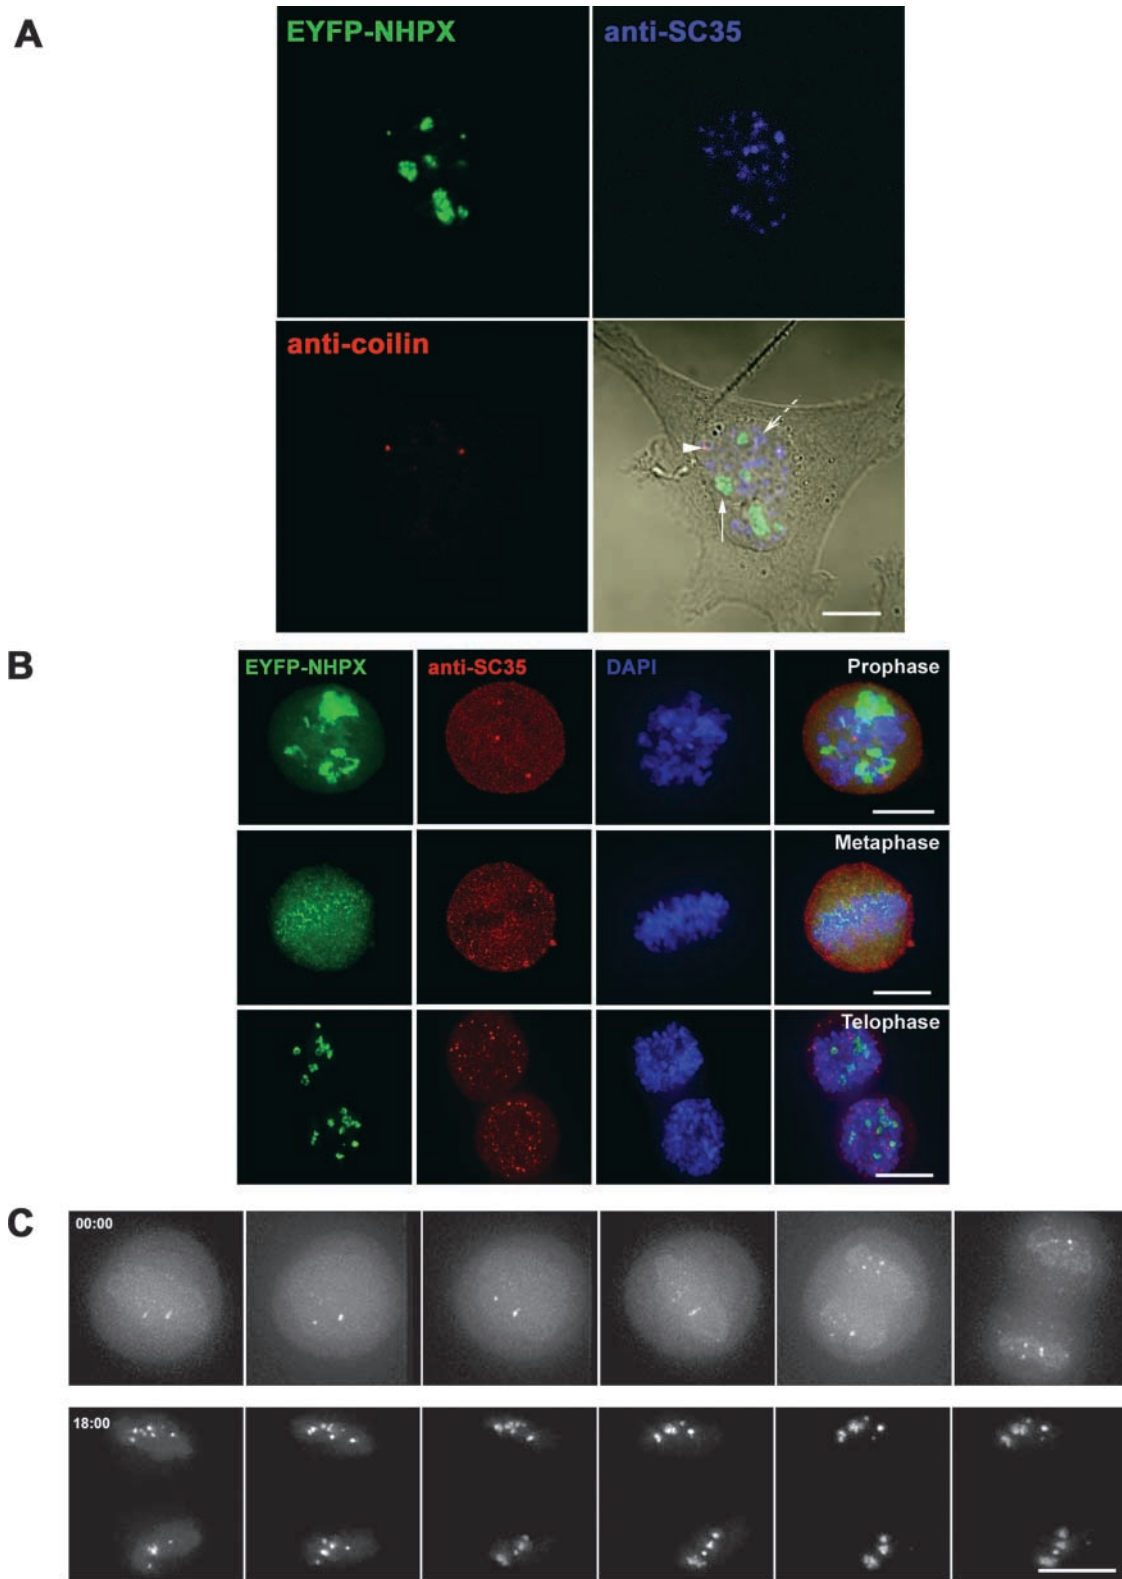 A
EYFP-NHPX
anti-SC35
anti-coilin
B
EYFP-NHPX
anti-SC35
DAPI
Prophase
Metaphase
Telophase
C
00:00
18:00